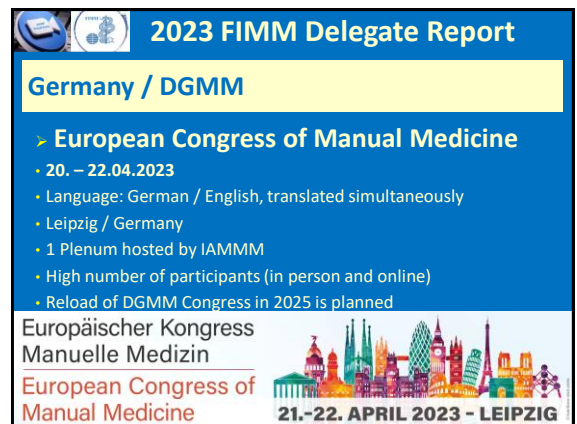 2023 FIMM Delegate Report
Germany / DGMM
➢ European Congress of Manual Medicine
• 20. – 22.04.2023
• Language: German / English, translated simultaneously
• Leipzig / Germany
• 1 Plenum hosted by IAMMM
• High number of participants (in person and online)
• Reload of DGMM Congress in 2025 is planned
Europäischer Kongress
Manuelle Medizin
European Congress of
Manual Medicine
21.–22. APRIL 2023 – LEIPZIG